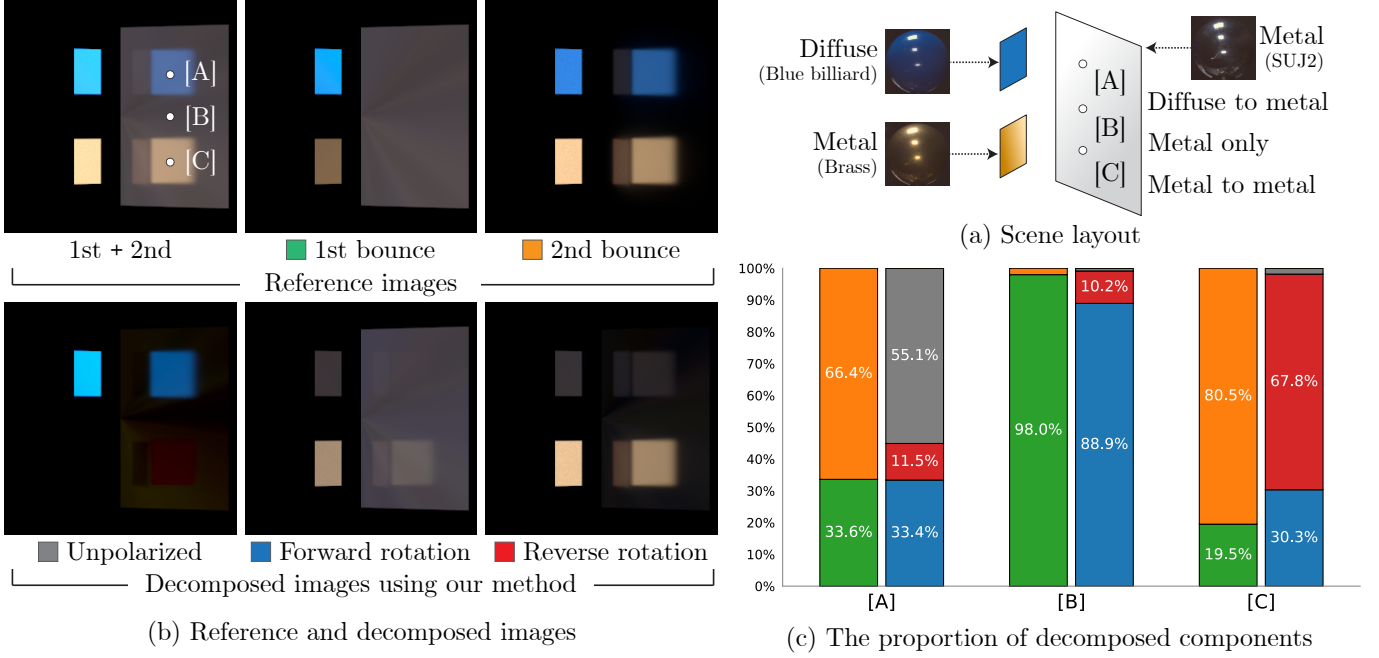 [A]
[B]
[C]
1st + 2nd
1st bounce
2nd bounce
Reference images
Unpolarized
Forward rotation
Reverse rotation
Decomposed images using our method
(b) Reference and decomposed images
Diffuse
(Blue billiard)
Metal
(Brass)
Metal
(SUJ2)
[A]
Diffuse to metal
[B]
Metal only
[C]
Metal to metal
(a) Scene layout
100%
90%
80%
70%
60%
50%
40%
30%
20%
10%
0%
66.4%
33.6%
55.1%
11.5%
33.4%
98.0%
10.2%
88.9%
80.5%
19.5%
67.8%
30.3%
[A]
[B]
[C]
(c) The proportion of decomposed components